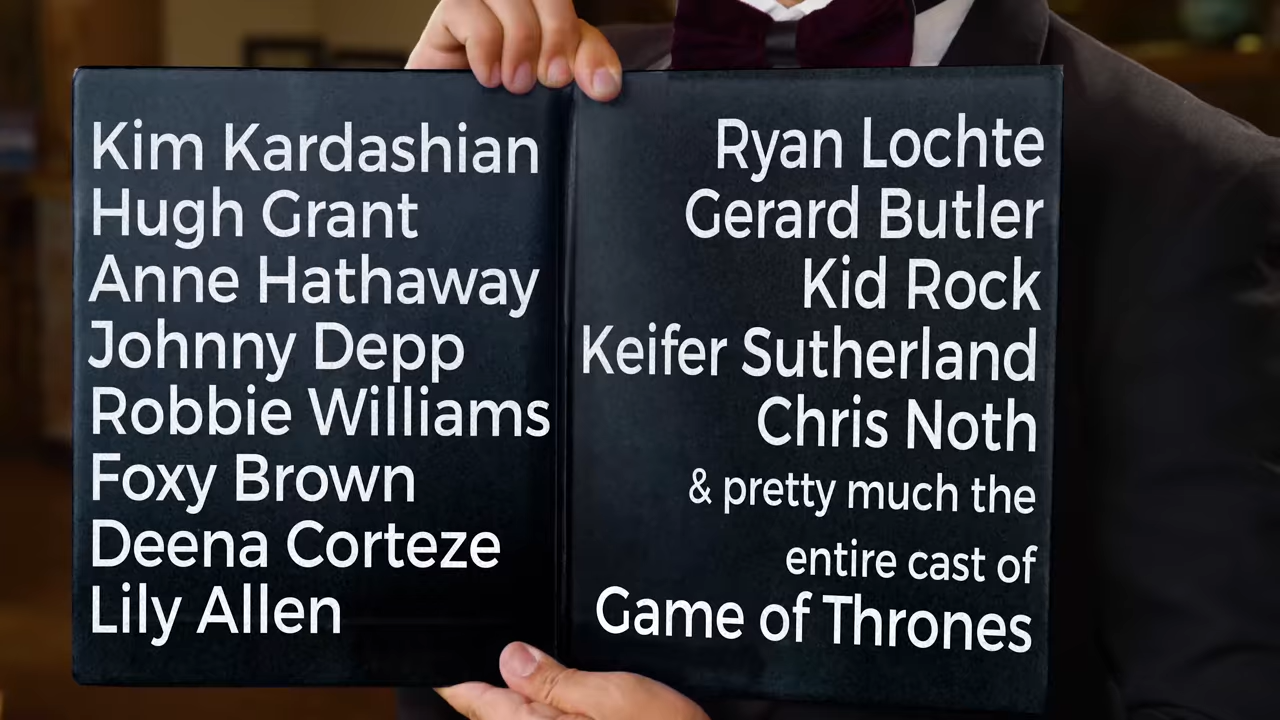 Kim Kardashian
Hugh Grant
Anne Hathaway
Johnny Depp
Robbie Williams
Foxy Brown
Deena Corteze
Lily Allen
Ryan Lochte
Gerard Butler
Kid Rock
Keifer Sutherland
Chris Noth
& pretty much the
entire cast of
Game of Thrones